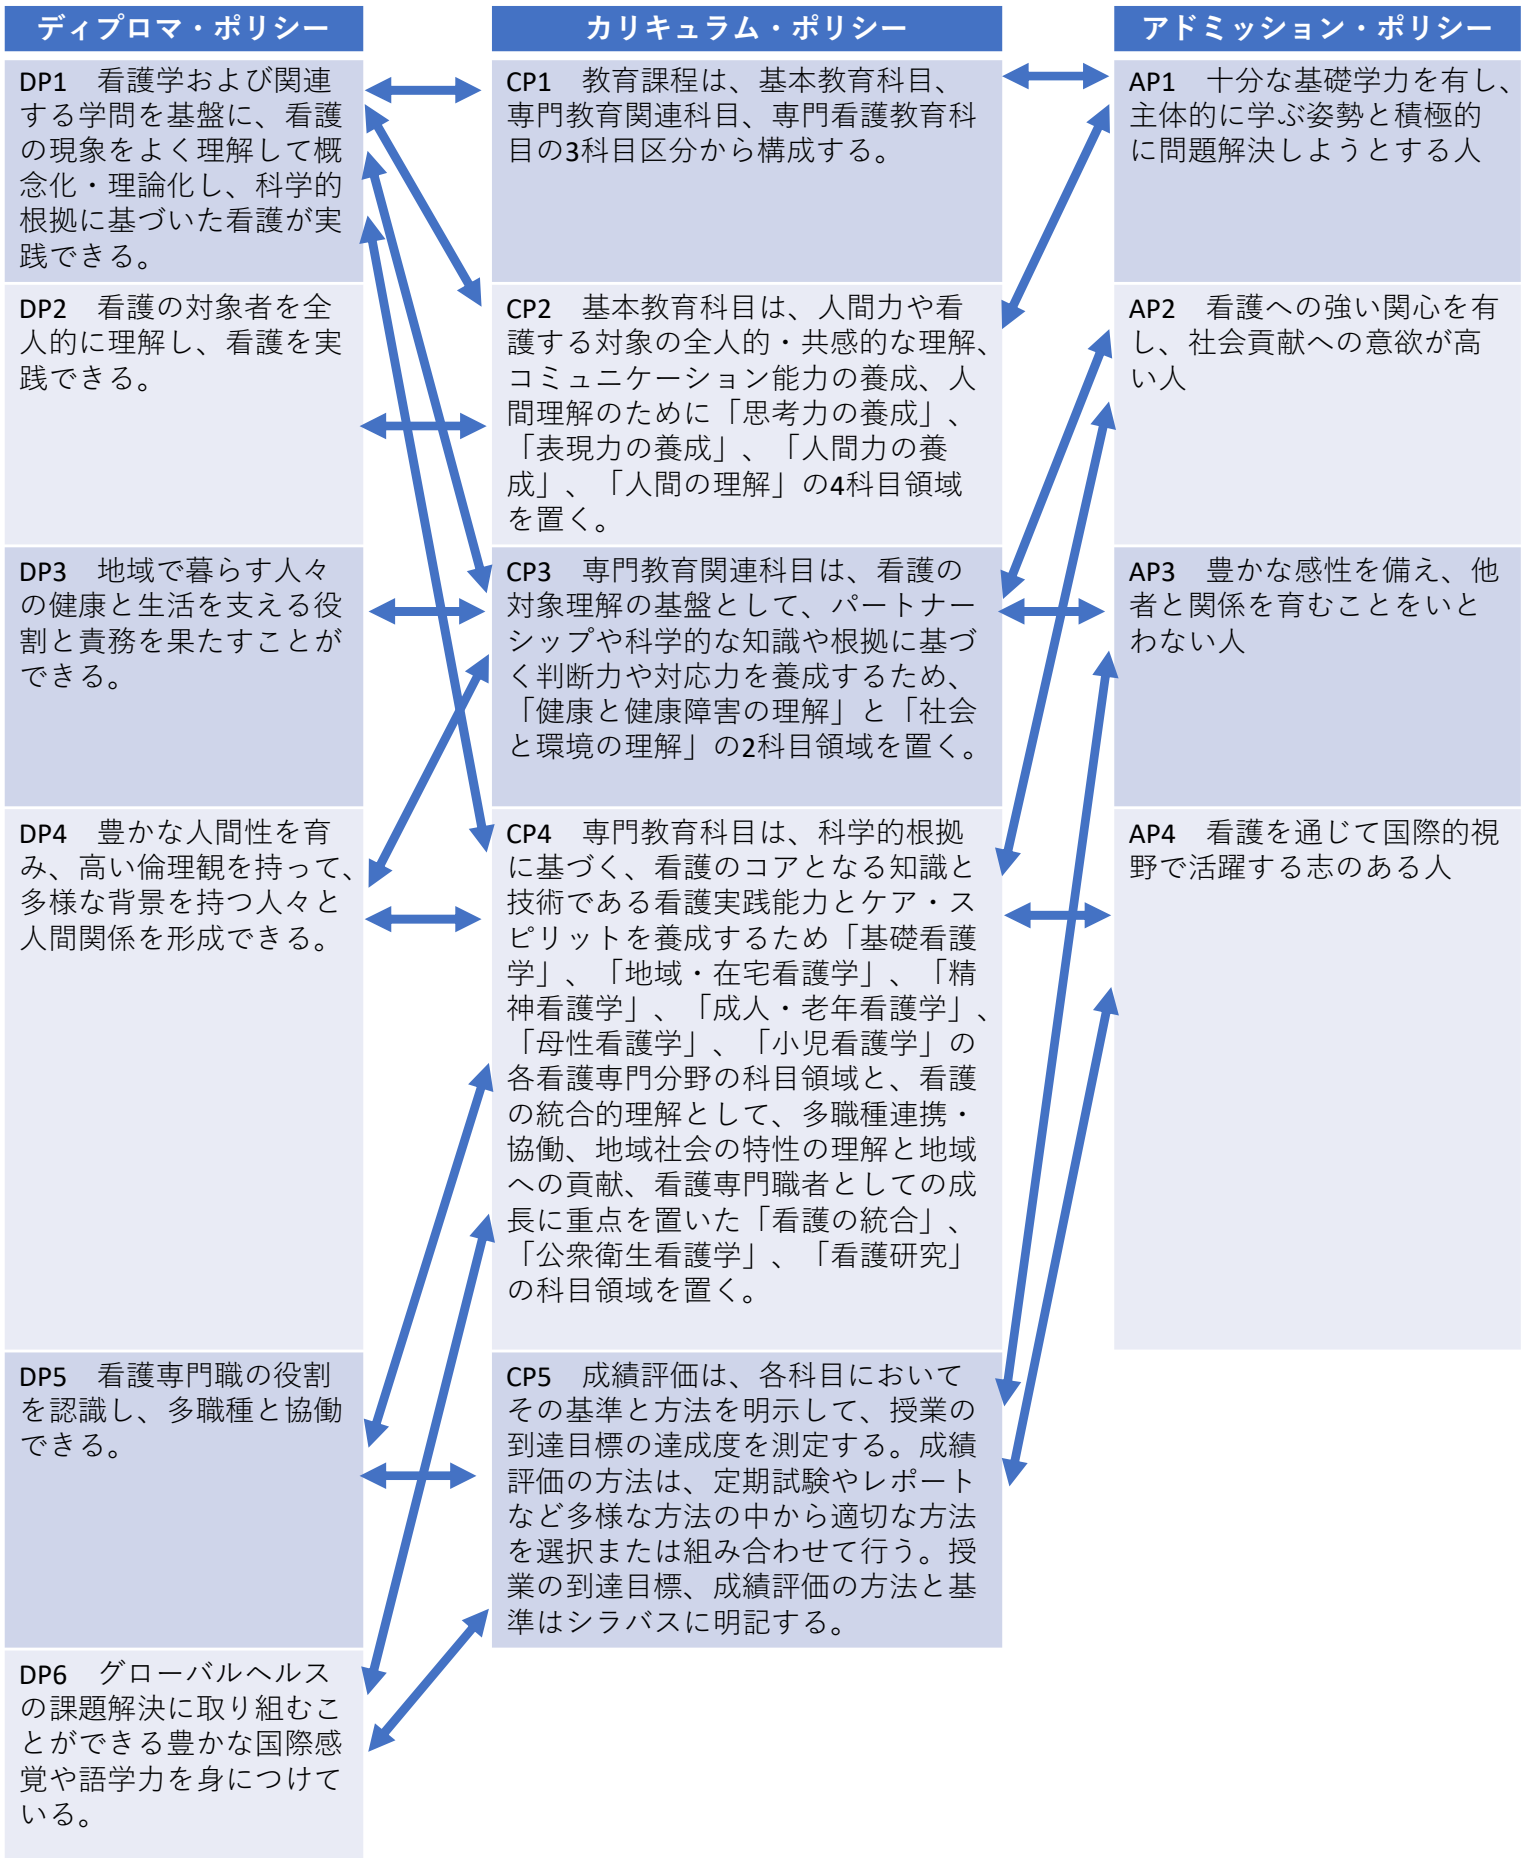 ディプロマ・ポリシー
DP1　看護学および関連
する学問を基盤に、看護
の現象をよく理解して概
念化・理論化し、科学的
根拠に基づいた看護が実
践できる。
DP2　看護の対象者を全
人的に理解し、看護を実
践できる。
DP3　地域で暮らす人々
の健康と生活を支える役
割と責務を果たすことが
できる。
DP4　豊かな人間性を育
み、高い倫理観を持って、
多様な背景を持つ人々と
人間関係を形成できる。
DP5　看護専門職の役割
を認識し、多職種と協働
できる。
DP6　グローバルヘルス
の課題解決に取り組むこ
とができる豊かな国際感
覚や語学力を身につけて
いる。
カリキュラム・ポリシー
CP1　教育課程は、基本教育科目、
専門教育関連科目、専門看護教育科
目の3科目区分から構成する。
CP2　基本教育科目は、人間力や看
護する対象の全人的・共感的な理解、
コミュニケーション能力の養成、人
間理解のために「思考力の養成」、
「表現力の養成」、「人間力の養
成」、「人間の理解」の4科目領域
を置く。
CP3　専門教育関連科目は、看護の
対象理解の基盤として、パートナー
シップや科学的な知識や根拠に基づ
く判断力や対応力を養成するため、
「健康と健康障害の理解」と「社会
と環境の理解」の2科目領域を置く。
CP4　専門教育科目は、科学的根拠
に基づく、看護のコアとなる知識と
技術である看護実践能力とケア・ス
ピリットを養成するため「基礎看護
学」、「地域・在宅看護学」、「精
神看護学」、「成人・老年看護学」、
「母性看護学」、「小児看護学」の
各看護専門分野の科目領域と、看護
の統合的理解として、多職種連携・
協働、地域社会の特性の理解と地域
への貢献、看護専門職者としての成
長に重点を置いた「看護の統合」、
「公衆衛生看護学」、「看護研究」
の科目領域を置く。
CP5　成績評価は、各科目において
その基準と方法を明示して、授業の
到達目標の達成度を測定する。成績
評価の方法は、定期試験やレポート
など多様な方法の中から適切な方法
を選択または組み合わせて行う。授
業の到達目標、成績評価の方法と基
準はシラバスに明記する。
アドミッション・ポリシー
AP1　十分な基礎学力を有し、
主体的に学ぶ姿勢と積極的
に問題解決しようとする人
AP2　看護への強い関心を有
し、社会貢献への意欲が高
い人
AP3　豊かな感性を備え、他
者と関係を育むことをいと
わない人
AP4　看護を通じて国際的視
野で活躍する志のある人